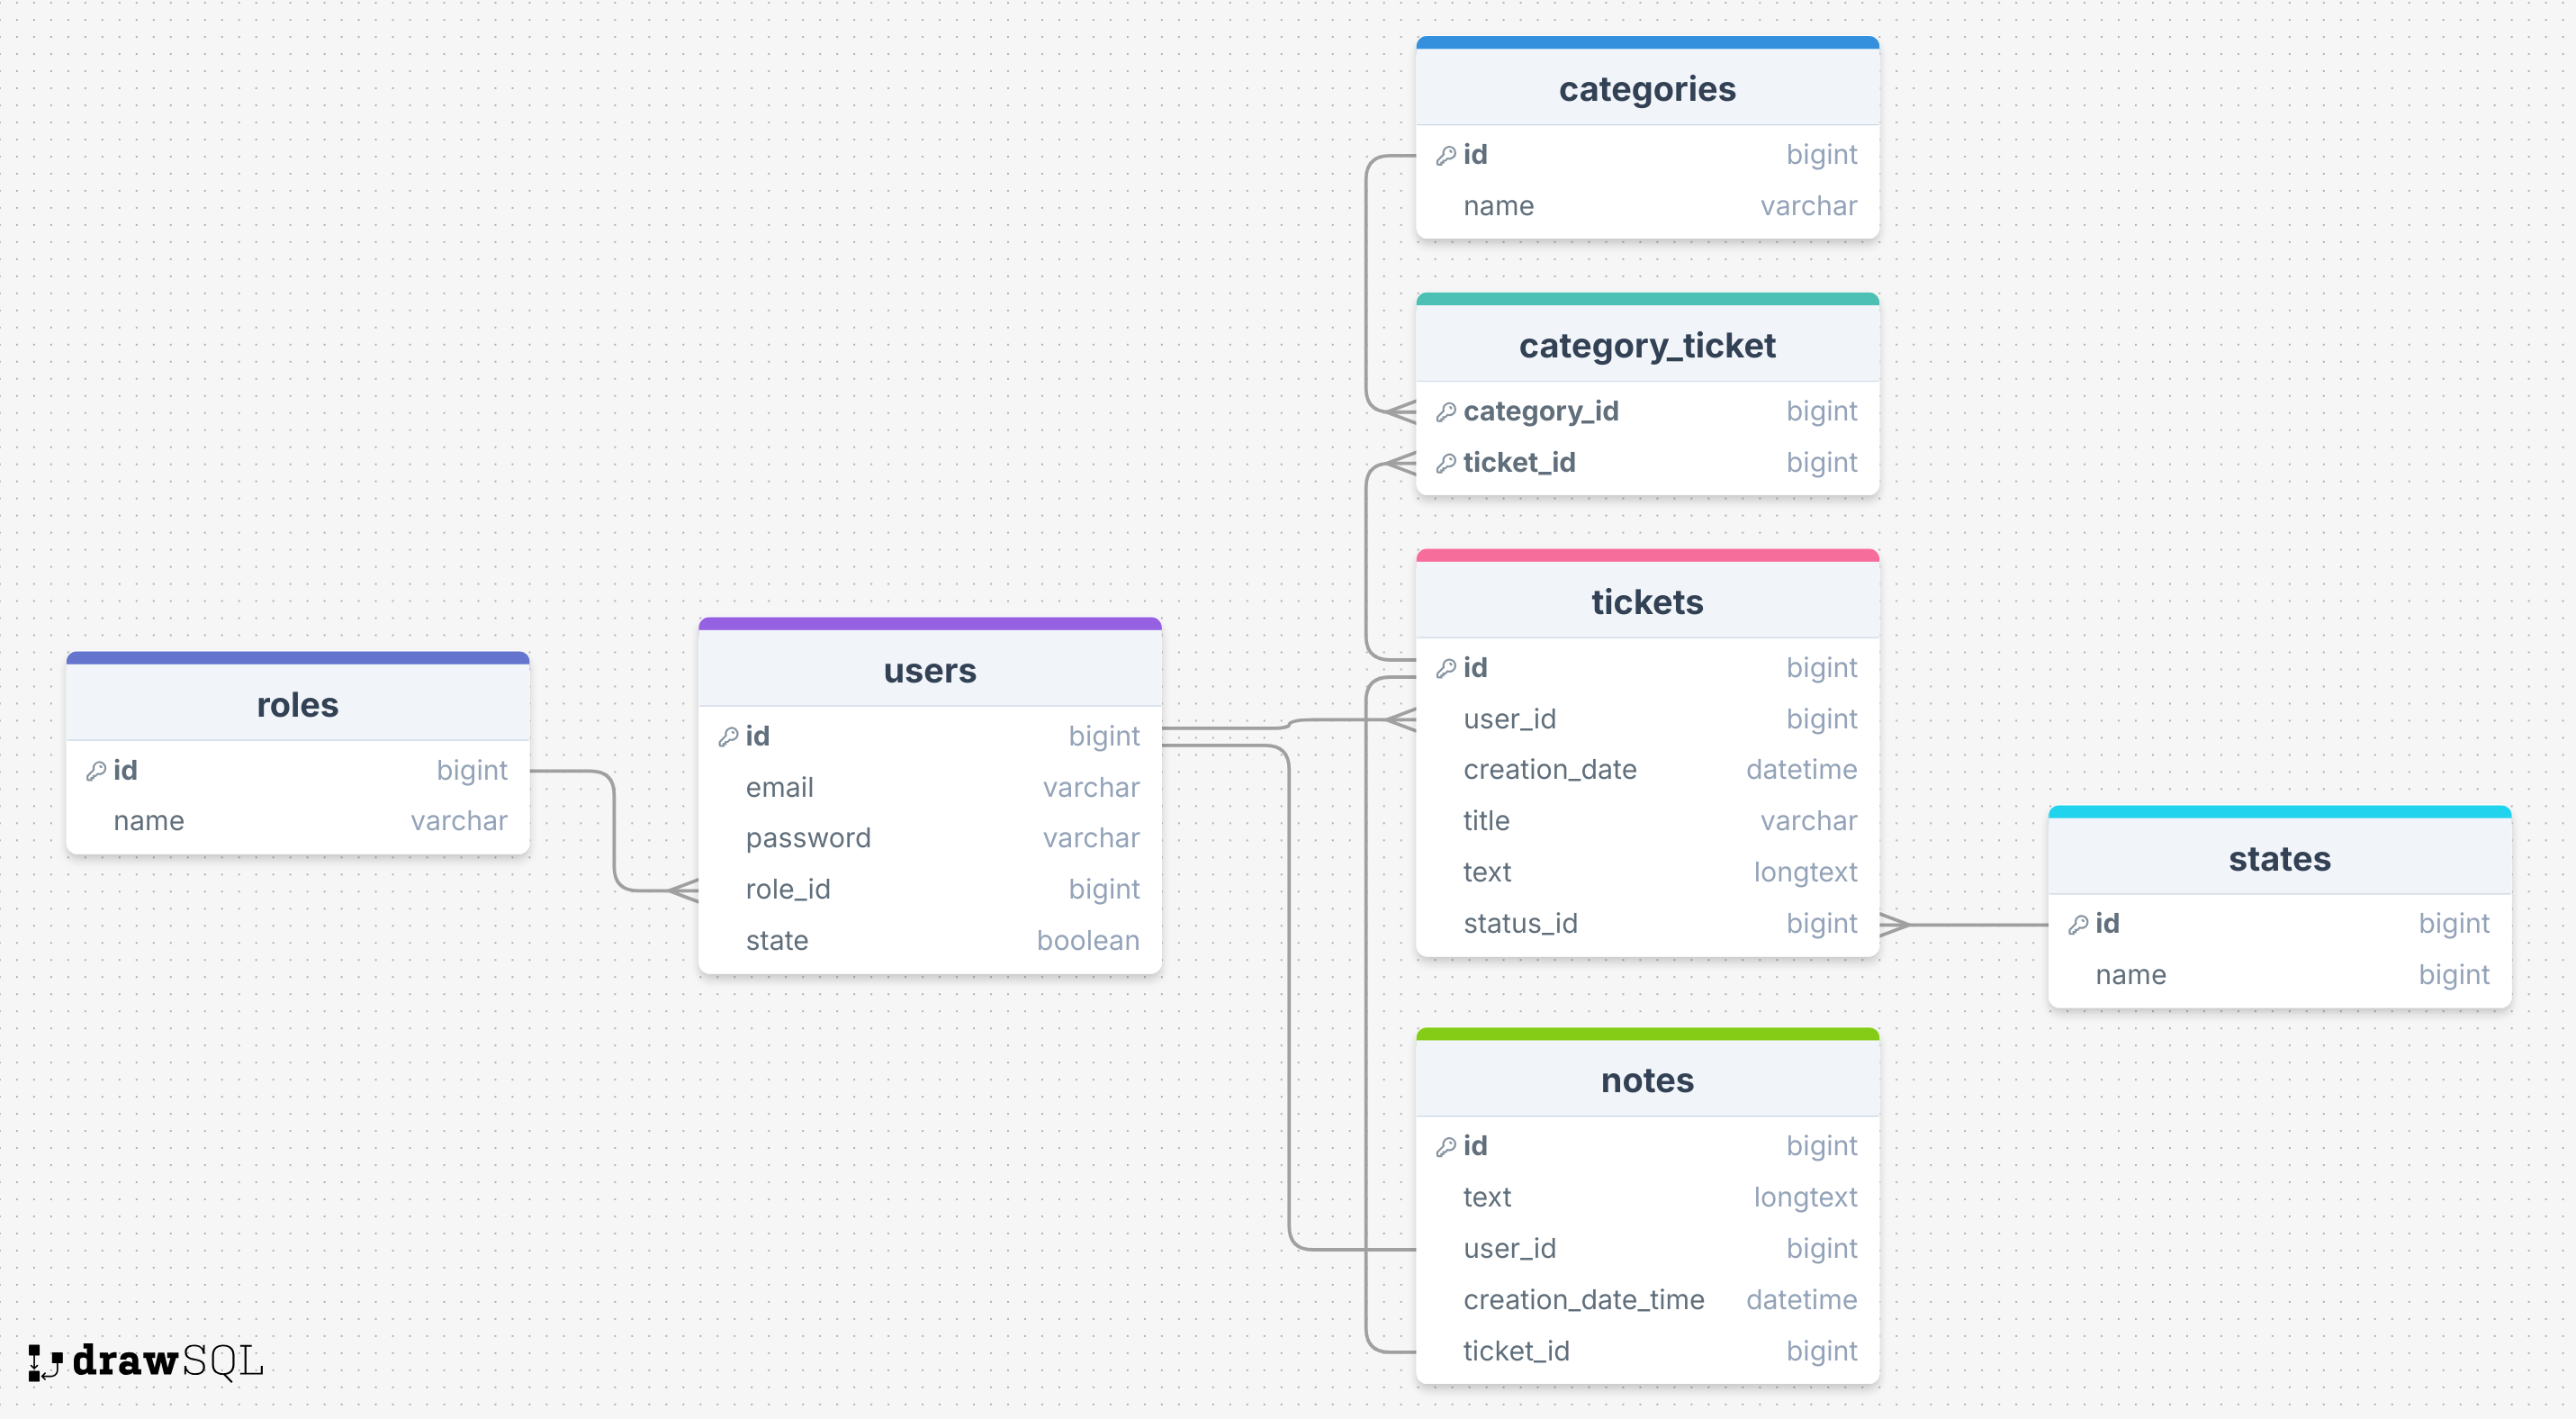 categories
id bigint
name varchar
category_ticket
category_id bigint
ticket_id bigint
tickets
id bigint
user_id bigint
creation_date datetime
title varchar
text longtext
status_id bigint
roles
id bigint
name varchar
users
id bigint
email varchar
password varchar
role_id bigint
state boolean
states
id bigint
name bigint
notes
id bigint
text longtext
user_id bigint
creation_date_time datetime
ticket_id bigint
drawSQL